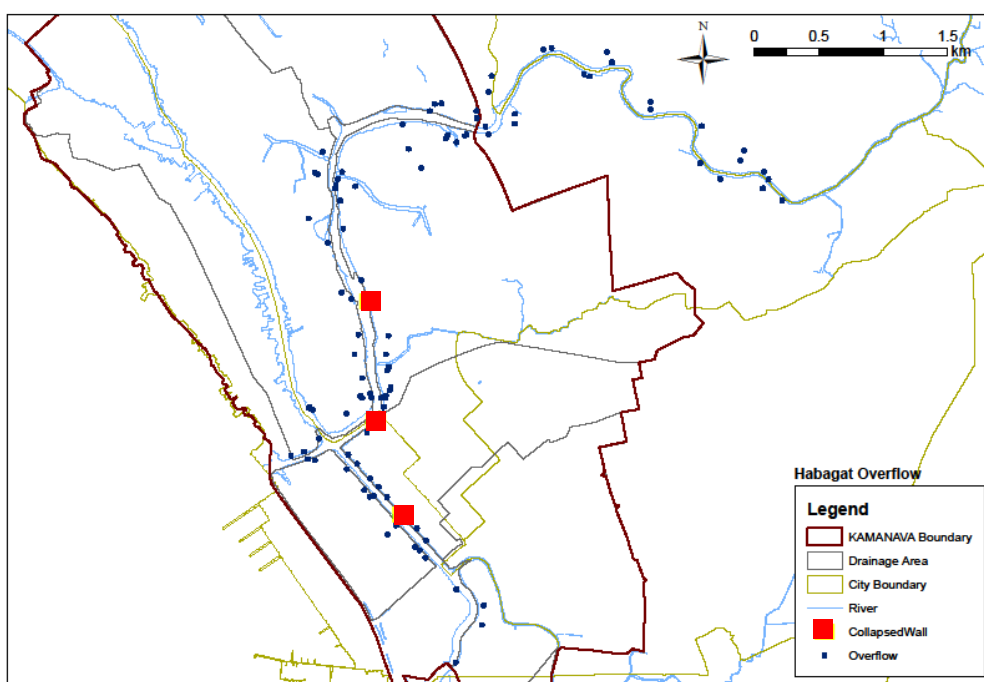 N
0 0.5 1 1.5
km
Habagat Overflow
Legend
KAMANAVA Boundary
Drainage Area
City Boundary
River
CollapsedWall
Overflow